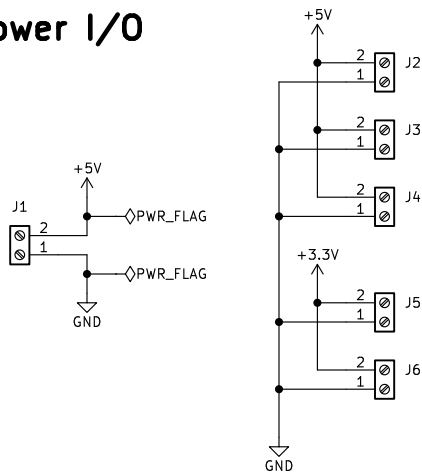 ower I/O
+5V
2
J2
1
2
J3
1
+5V
J1
2
J4
2
PWR_FLAG
1
1
+3.3V
PWR_FLAG
2
J5
GND
1
2
J6
1
GND